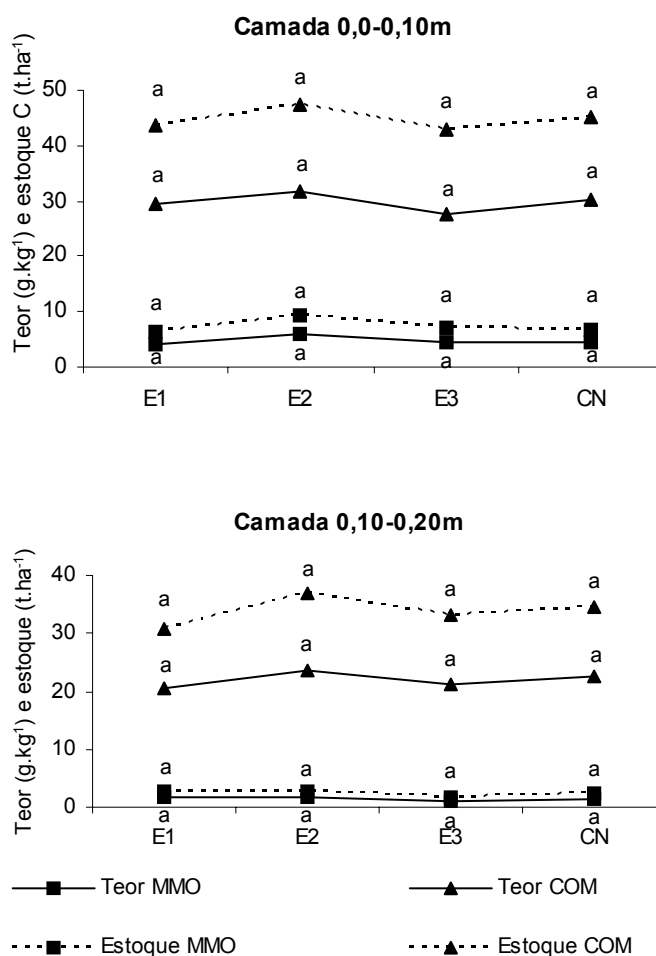 Camada 0,0-0,10m
Teor (g.kg⁻¹) e estoque C (t.ha⁻¹)
50
40
30
20
10
0
a a a a
a a a a
a a a a
a a a a
E1 E2 E3 CN
Camada 0,10-0,20m
Teor (g.kg⁻¹) e estoque (t.ha⁻¹)
40
30
20
10
0
a a a a
a a a a
a a a a
a a a a
E1 E2 E3 CN
Teor MMO Teor COM
Estoque MMO Estoque COM